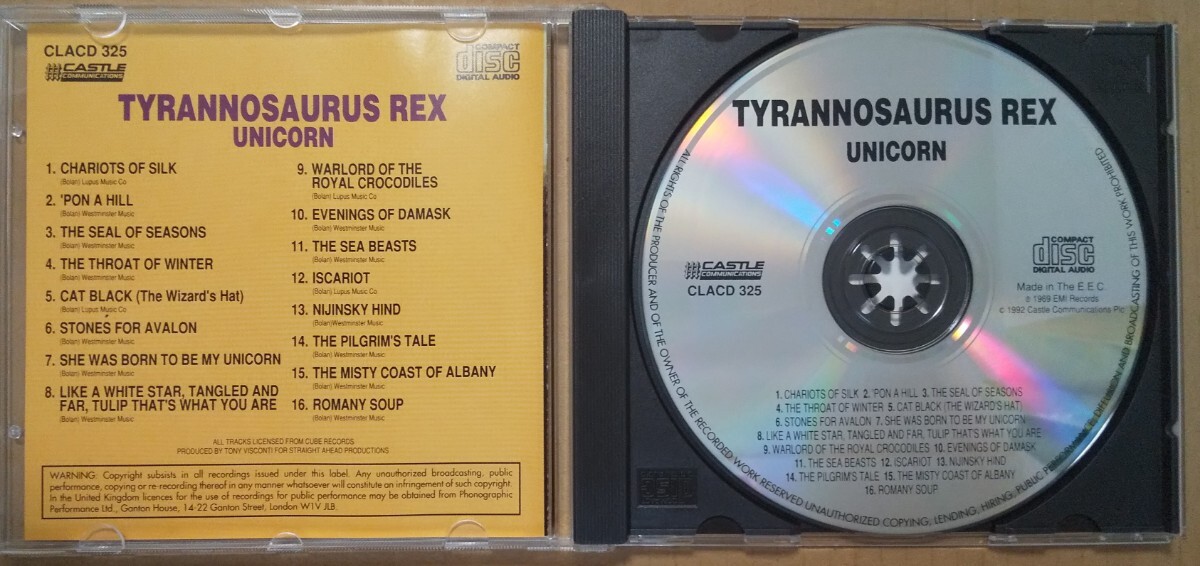 CLACD 325
CASTLE
COMMUNICATIONS
COMPACT
disc
DIGITAL AUDIO
TYRANNOSAURUS REX
UNICORN
1. CHARIOTS OF SILK
(Bolan) Lupus Music Co
2. 'PON A HILL
(Bolan) Westminster Music
3. THE SEAL OF SEASONS
(Bolan) Westminster Music
4. THE THROAT OF WINTER
(Bolan) Westminster Music
5. CAT BLACK (The Wizard's Hat)
(Bolan) Lupus Music Co
6. STONES FOR AVALON
(Bolan) Westminster Music
7. SHE WAS BORN TO BE MY UNICORN
(Bolan) Westminster Music
8. LIKE A WHITE STAR, TANGLED AND
FAR, TULIP THAT'S WHAT YOU ARE
(Bolan) Westminster Music
9. WARLORD OF THE
ROYAL CROCODILES
(Bolan) Lupus Music Co
10. EVENINGS OF DAMASK
(Bolan) Westminster Music
11. THE SEA BEASTS
(Bolan) Westminster Music
12. ISCARIOT
(Bolan) Lupus Music Co
13. NIJINSKY HIND
(Bolan)Westminster Music
14. THE PILGRIM'S TALE
(Bolan) Westminster Music
15. THE MISTY COAST OF ALBANY
(Bolan) Westminster Music
16. ROMANY SOUP
(Bolan) Westminster Music
ALL TRACKS LICENSED FROM CUBE RECORDS
PRODUCED BY TONY VISCONTI FOR STRAIGHT AHEAD PRODUCTIONS
WARNING: Copyright subsists in all recordings issued under this label. Any unauthorised broadcasting, public
performance, copying or re-recording thereof in any manner whatsoever will constitute an infringement of such copyright.
In the United Kingdom licences for the use of recordings for public performance may be obtained from Phonographic
Performance Ltd., Ganton House, 14-22 Ganton Street, London W1V JLB.
TYRANNOSAURUS REX
UNICORN
CASTLE
COMMUNICATIONS
CLACD 325
COMPACT
disc
DIGITAL AUDIO
Made in The E.E.C.
℗ 1969 EMI Records
© 1992 Castle Communications Plc
1. CHARIOTS OF SILK 2. 'PON A HILL 3. THE SEAL OF SEASONS
4. THE THROAT OF WINTER 5. CAT BLACK (THE WIZARD'S HAT)
6. STONES FOR AVALON 7. SHE WAS BORN TO BE MY UNICORN
8. LIKE A WHITE STAR, TANGLED AND FAR, TULIP THAT'S WHAT YOU ARE
9. WARLORD OF THE ROYAL CROCODILES 10. EVENINGS OF DAMASK
11. THE SEA BEASTS 12. ISCARIOT 13. NIJINSKY HIND
14. THE PILGRIM'S TALE 15. THE MISTY COAST OF ALBANY
16. ROMANY SOUP
ALL RIGHTS OF THE PRODUCER AND OF THE OWNER OF THE RECORDED WORK RESERVED UNAUTHORIZED COPYING, LENDING, HIRING, PUBLIC PERFORMANCE DIFFUSION AND BROADCASTING OF THIS WORK PROHIBITED